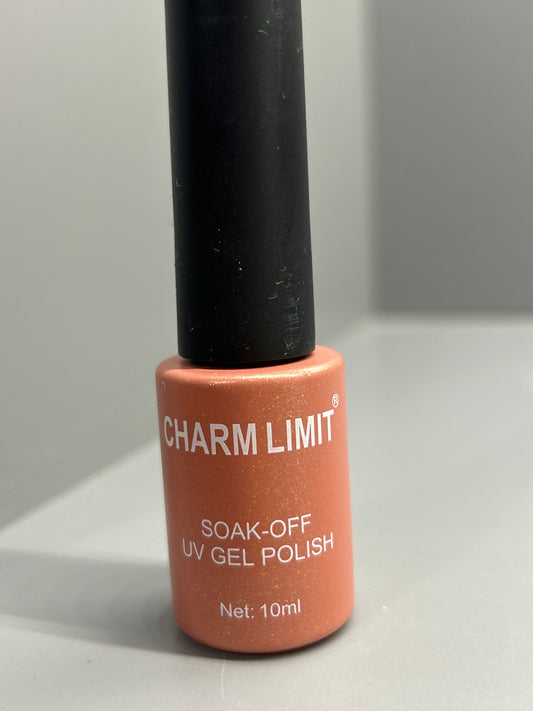 CHARM LIMIT®
SOAK-OFF
UV GEL POLISH
Net: 10ml